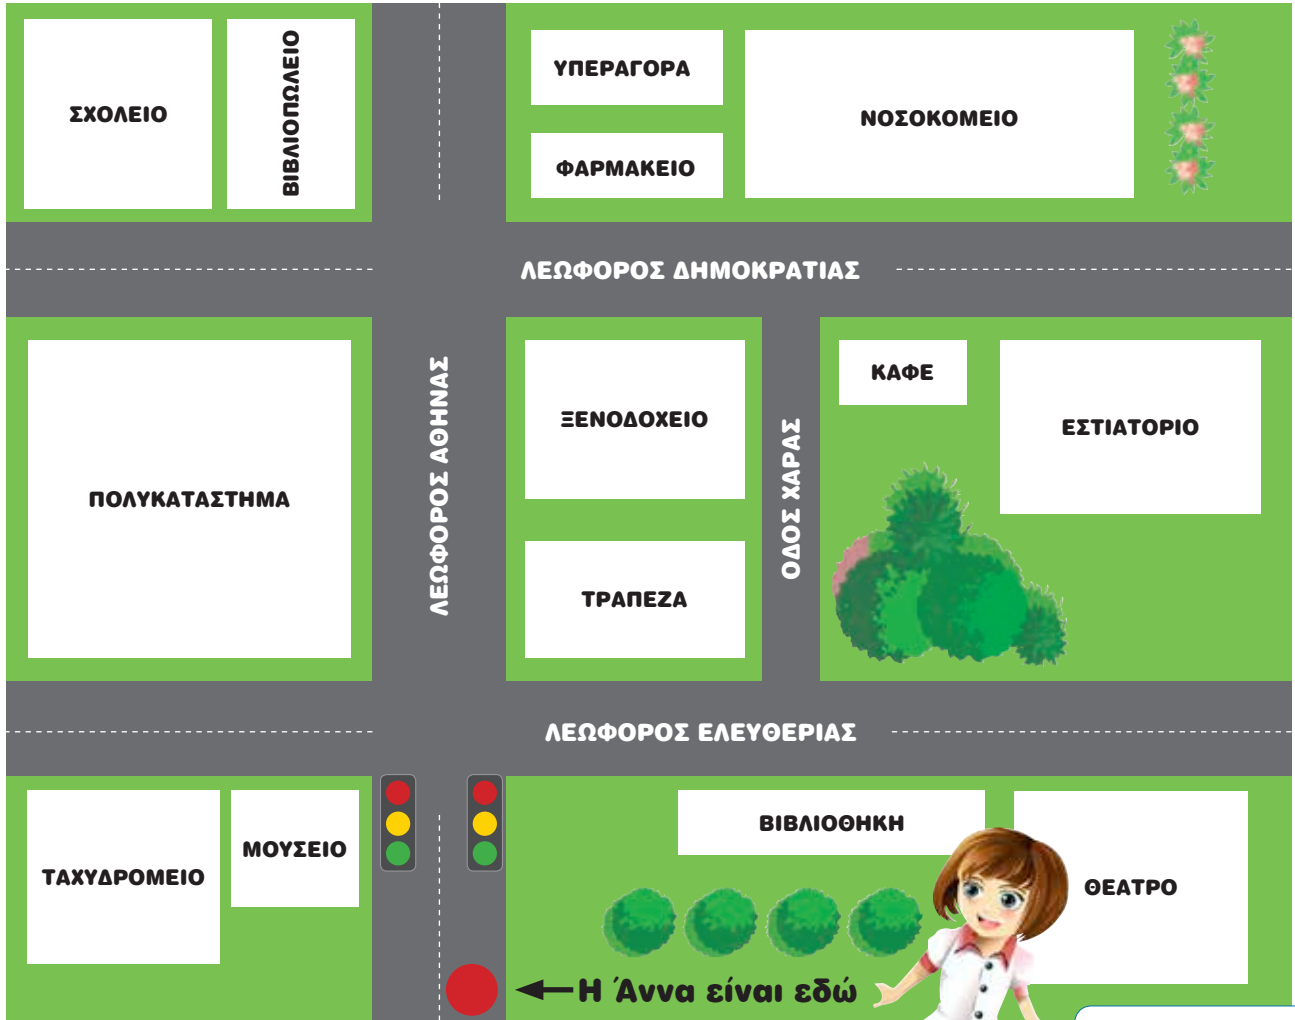 ΣΧΟΛΕΙΟ
ΒΙΒΛΙΟΠΩΛΕΙΟ
ΥΠΕΡΑΓΟΡΑ
ΦΑΡΜΑΚΕΙΟ
ΝΟΣΟΚΟΜΕΙΟ
ΛΕΩΦΟΡΟΣ ΔΗΜΟΚΡΑΤΙΑΣ
ΠΟΛΥΚΑΤΑΣΤΗΜΑ
ΛΕΩΦΟΡΟΣ ΑΘΗΝΑΣ
ΞΕΝΟΔΟΧΕΙΟ
ΤΡΑΠΕΖΑ
ΟΔΟΣ ΧΑΡΑΣ
ΚΑΦΕ
ΕΣΤΙΑΤΟΡΙΟ
ΛΕΩΦΟΡΟΣ ΕΛΕΥΘΕΡΙΑΣ
ΤΑΧΥΔΡΟΜΕΙΟ
ΜΟΥΣΕΙΟ
ΒΙΒΛΙΟΘΗΚΗ
ΘΕΑΤΡΟ
Η Άννα είναι εδώ